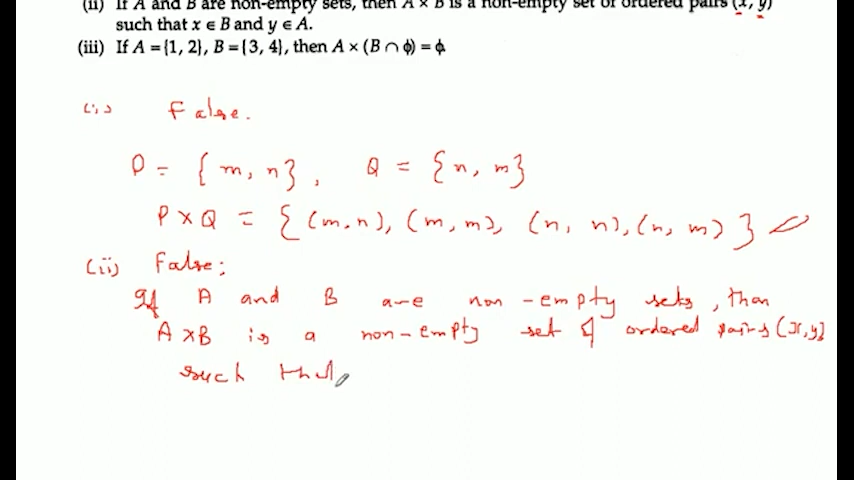 (ii) If A and B are non-empty sets, then A × B is a non-empty set of ordered pairs (x, y)
such that x ∈ B and y ∈ A.
(iii) If A = {1, 2}, B = {3, 4}, then A × (B ∩ ϕ) = ϕ
(i) False.
P = {m, n}, Q = {n, m}
P × Q = {(m, n), (m, m), (n, n), (n, m)}
(ii) False;
If A and B are non-empty sets, then
A × B is a non-empty set of ordered pairs (x, y)
such that